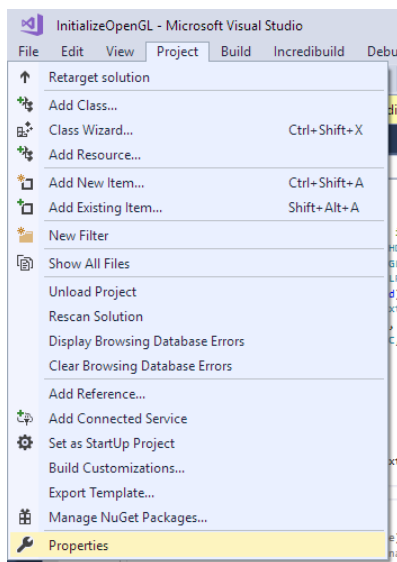 InitializeOpenGL - Microsoft Visual Studio
File Edit View Project Build Incredibuild Debu
Retarget solution
Add Class...
Class Wizard... Ctrl+Shift+X
Add Resource...
Add New Item... Ctrl+Shift+A
Add Existing Item... Shift+Alt+A
New Filter
Show All Files
Unload Project
Rescan Solution
Display Browsing Database Errors
Clear Browsing Database Errors
Add Reference...
Add Connected Service
Set as StartUp Project
Build Customizations...
Export Template...
Manage NuGet Packages...
Properties